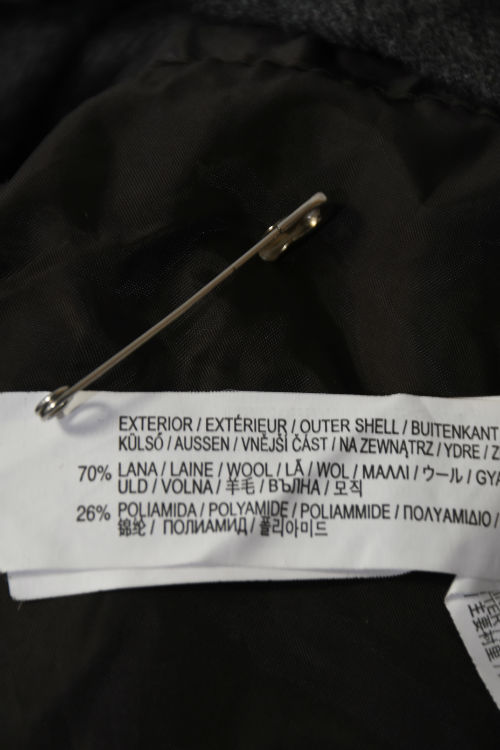 EXTERIOR / EXTÉRIEUR / OUTER SHELL / BUITENKANT
KÜLSŐ / AUSSEN / VNĚJŠÍ ČÁST / NA ZEWNĄTRZ / YDRE / Z
70% LANA / LAINE / WOOL / LÃ / WOL / ΜΑΛΛΙ / ウール / GYA
ULD / VOLNA / 羊毛 / ВЪЛНА / 모직
26% POLIAMIDA / POLYAMIDE / POLIAMMIDE / ΠΟΛΥΑΜΙΔΙΟ /
锦纶 / ПОЛИАМИД / 폴리아미드